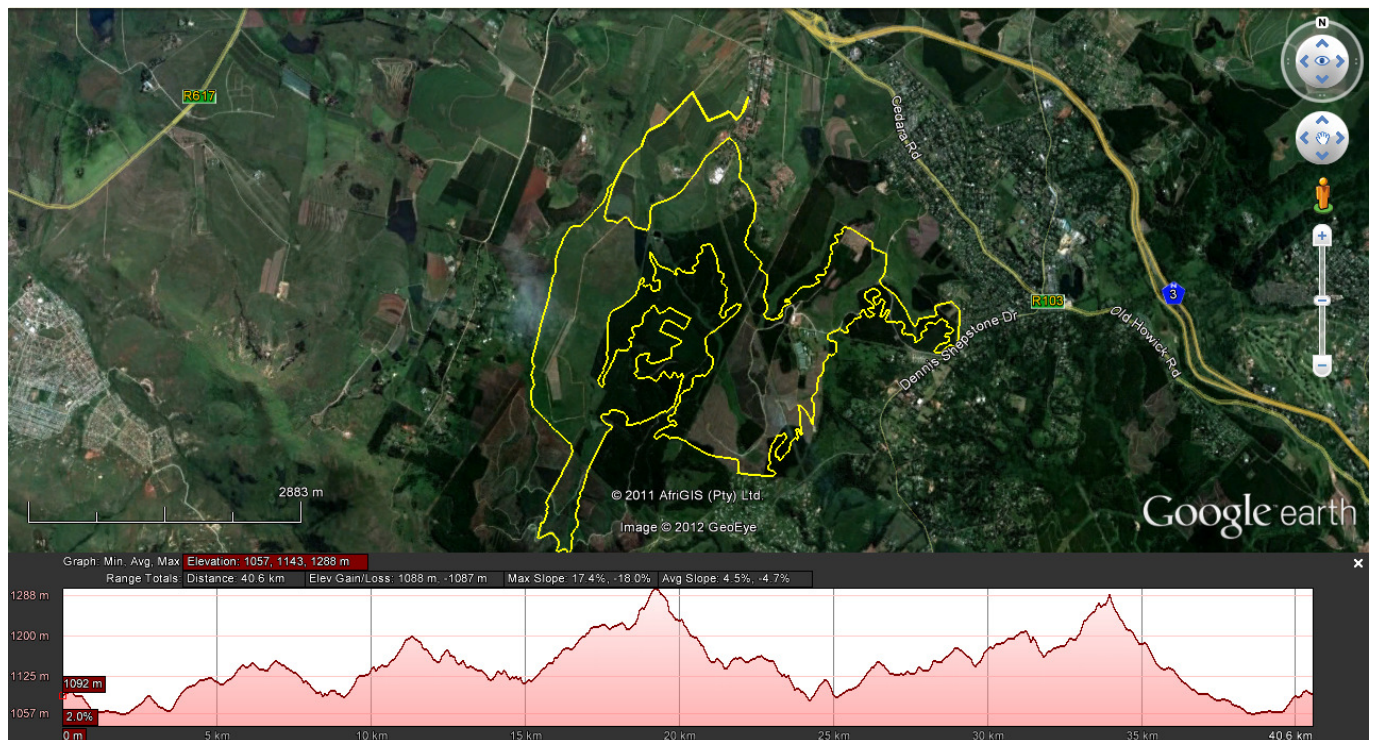 N
R617
Cedara Rd
3
R103
Old Howick Rd
Dennis Shepstone Dr
2883 m
© 2011 AfriGIS (Pty) Ltd.
Image © 2012 GeoEye
Google earth
Graph: Min, Avg, Max Elevation: 1057, 1143, 1288 m
Range Totals: Distance: 40.6 km Elev Gain/Loss: 1088 m, -1087 m Max Slope: 17.4%, -18.0% Avg Slope: 4.5%, -4.7%
1288 m
1200 m
1125 m
1092 m
1057 m
2.0%
0 m 5 km 10 km 15 km 20 km 25 km 30 km 35 km 40.6 km